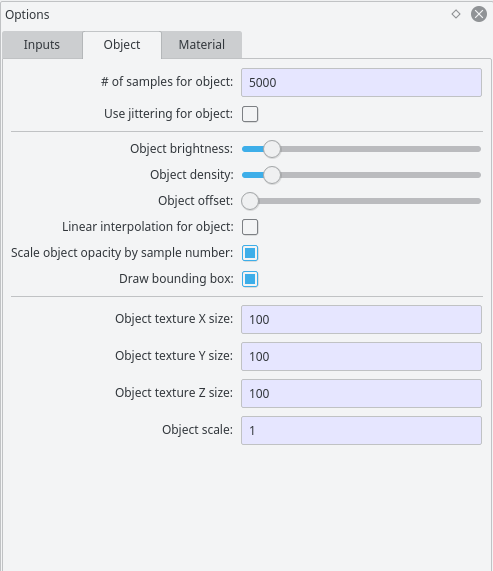 Options
Inputs Object Material
# of samples for object: 5000
Use jittering for object:
Object brightness:
Object density:
Object offset:
Linear interpolation for object:
Scale object opacity by sample number:
Draw bounding box:
Object texture X size: 100
Object texture Y size: 100
Object texture Z size: 100
Object scale: 1